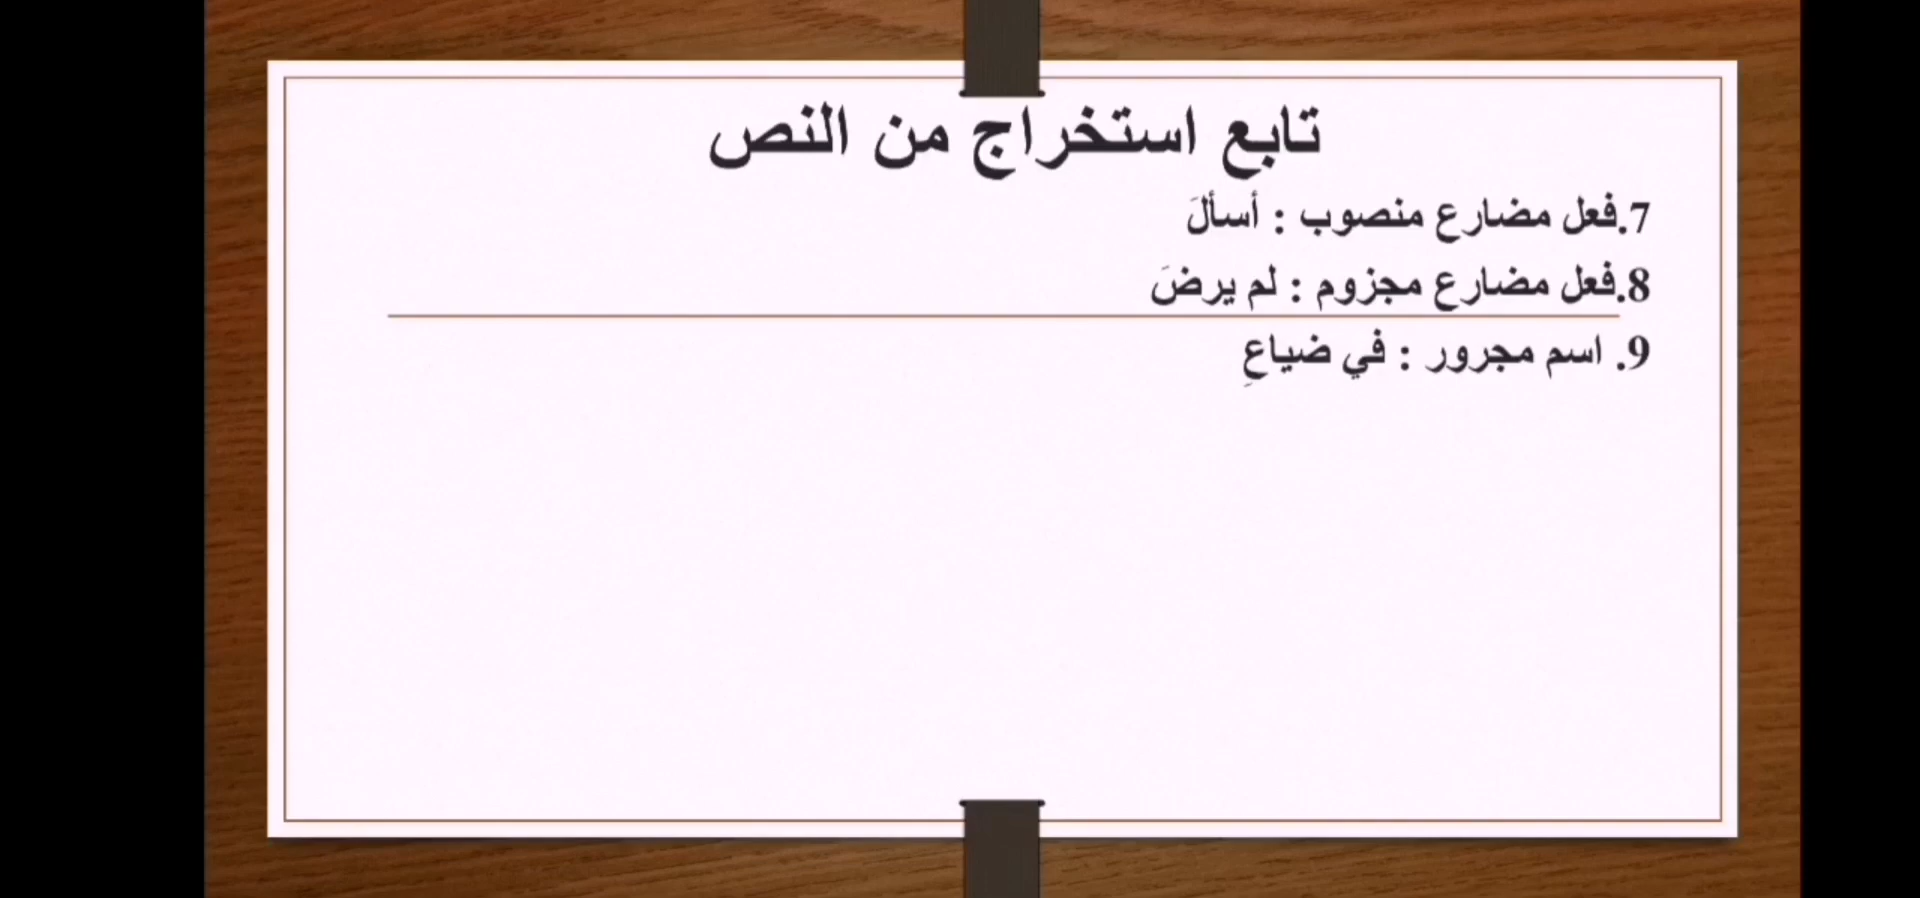 تابع استخراج من النص
7.فعل مضارع منصوب : أسألَ
8.فعل مضارع مجزوم : لم يرضَ
9. اسم مجرور : في ضياعِ